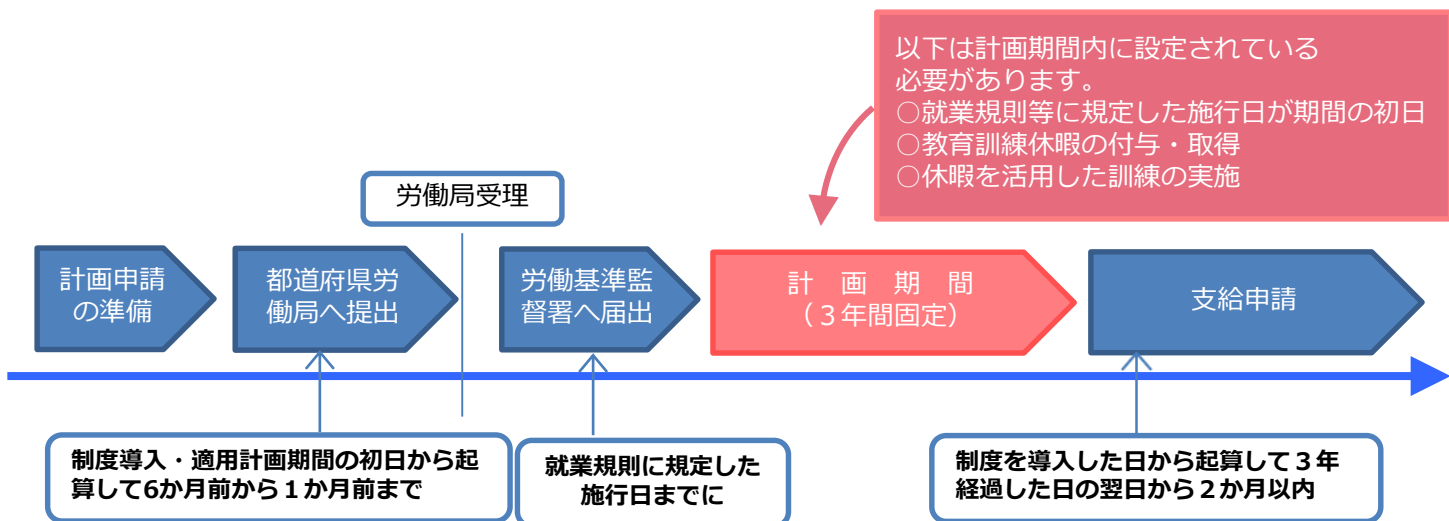 以下は計画期間内に設定されている
必要があります。
○就業規則等に規定した施行日が期間の初日
○教育訓練休暇の付与・取得
○休暇を活用した訓練の実施
労働局受理
計画申請
の準備
都道府県労
働局へ提出
労働基準監
督署へ届出
計　画　期　間
（３年間固定）
支給申請
制度導入・適用計画期間の初日から起
算して6か月前から１か月前まで
就業規則に規定した
施行日までに
制度を導入した日から起算して３年
経過した日の翌日から２か月以内